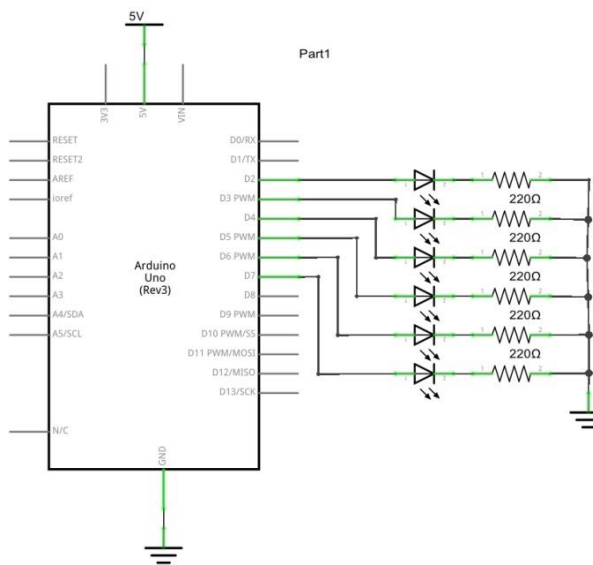 5V
Part1
3V3
5V
VIN
RESET
RESET2
AREF
ioref
A0
A1
A2
A3
A4/SDA
A5/SCL
N/C
Arduino
Uno
(Rev3)
D0/RX
D1/TX
D2
D3 PWM
D4
D5 PWM
D6 PWM
D7
D8
D9 PWM
D10 PWM/SS
D11 PWM/MOSI
D12/MISO
D13/SCK
GND
220Ω
220Ω
220Ω
220Ω
220Ω